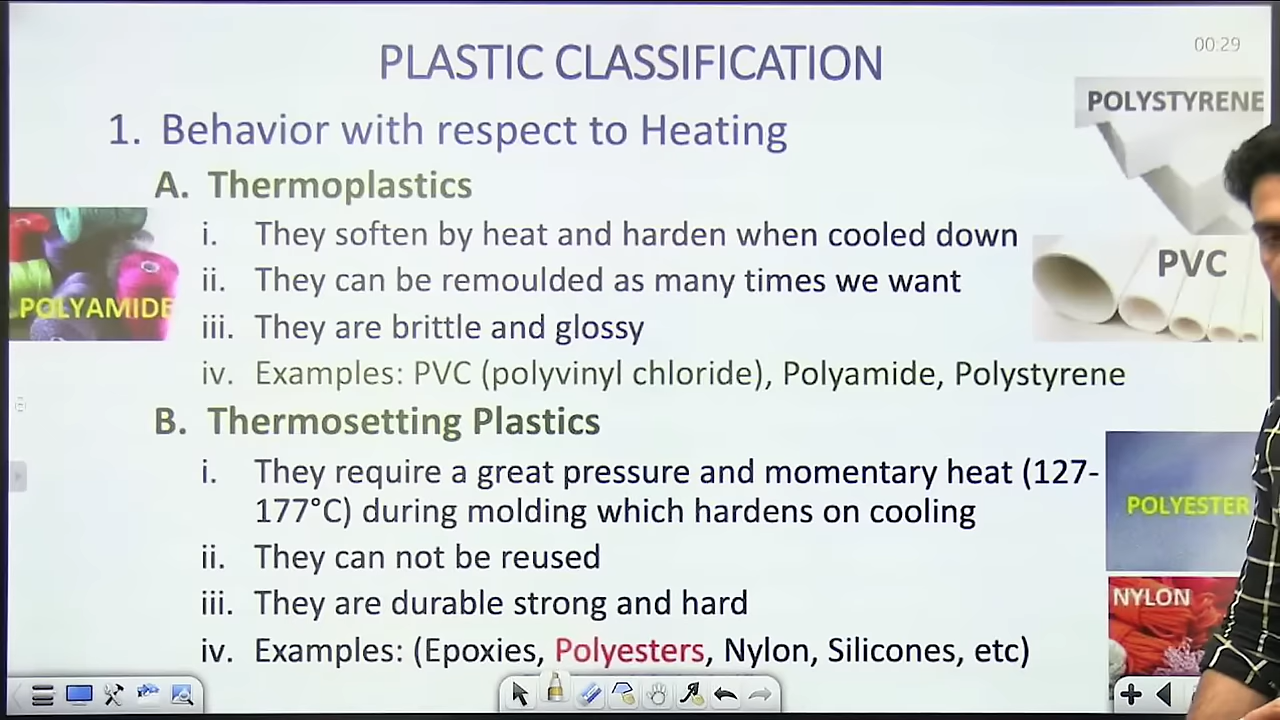 PLASTIC CLASSIFICATION
00:29
POLYSTYRENE
1. Behavior with respect to Heating
A. Thermoplastics
i. They soften by heat and harden when cooled down
PVC
ii. They can be remoulded as many times we want
POLYAMIDE
iii. They are brittle and glossy
iv. Examples: PVC (polyvinyl chloride), Polyamide, Polystyrene
B. Thermosetting Plastics
i. They require a great pressure and momentary heat (127-
177°C) during molding which hardens on cooling
POLYESTER
ii. They can not be reused
iii. They are durable strong and hard
NYLON
iv. Examples: (Epoxies, Polyesters, Nylon, Silicones, etc)